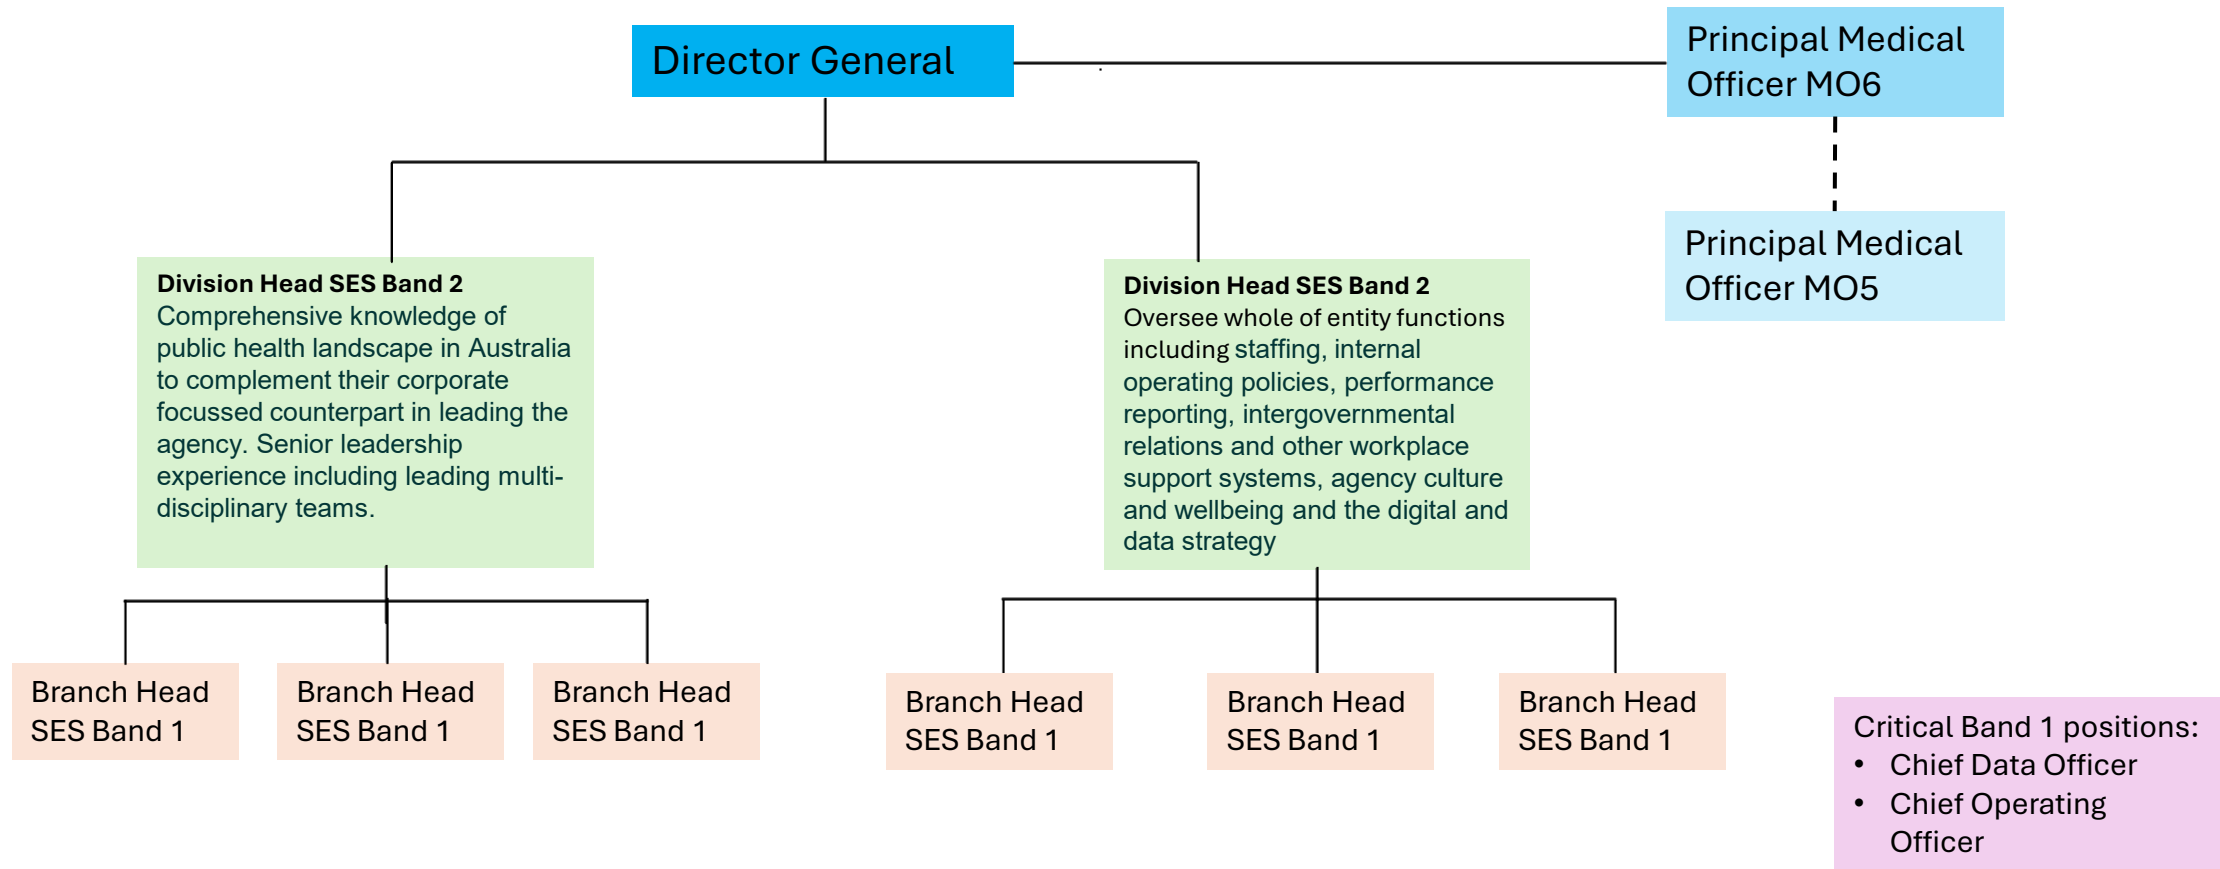 Director General
Principal Medical
Officer MO6
Principal Medical
Officer MO5
Division Head SES Band 2
Comprehensive knowledge of
public health landscape in Australia
to complement their corporate
focussed counterpart in leading the
agency. Senior leadership
experience including leading multi-
disciplinary teams.
Division Head SES Band 2
Oversee whole of entity functions
including staffing, internal
operating policies, performance
reporting, intergovernmental
relations and other workplace
support systems, agency culture
and wellbeing and the digital and
data strategy
Branch Head
SES Band 1
Branch Head
SES Band 1
Branch Head
SES Band 1
Branch Head
SES Band 1
Branch Head
SES Band 1
Branch Head
SES Band 1
Critical Band 1 positions:
• Chief Data Officer
• Chief Operating
Officer